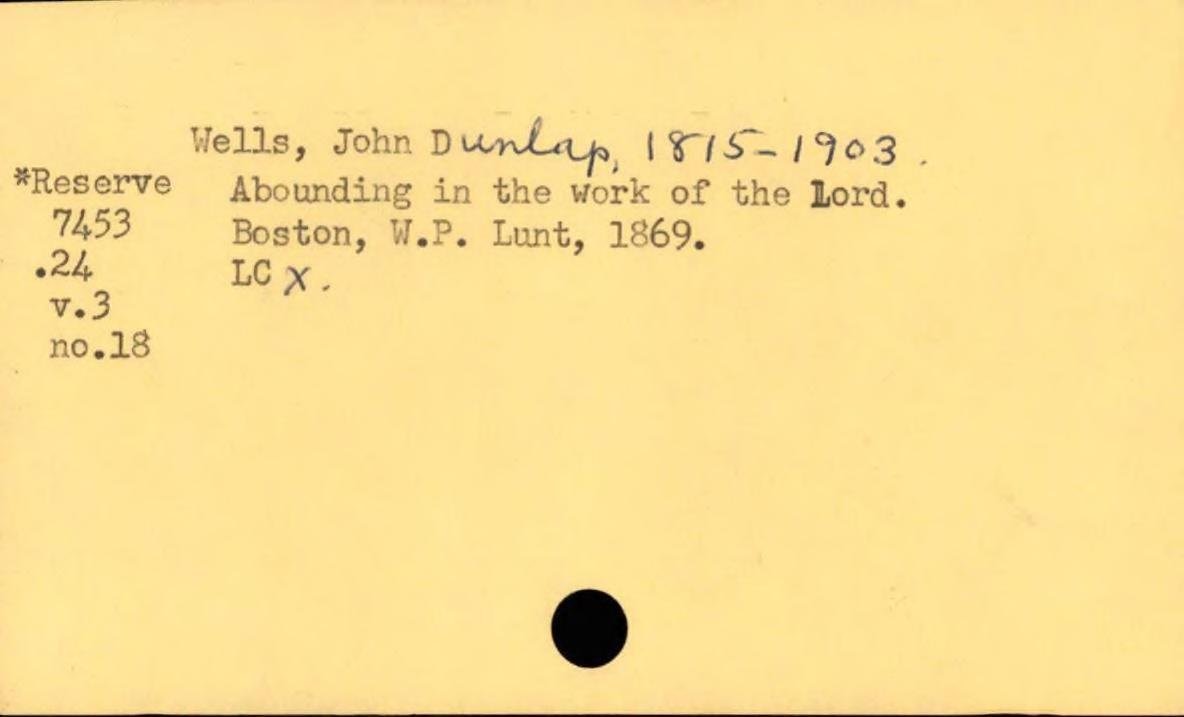 Wells, John Dunlap, 1815-1903.
*Reserve
7453
.24
v.3
no.18
Abounding in the work of the Lord.
Boston, W.P. Lunt, 1869.
LC X.